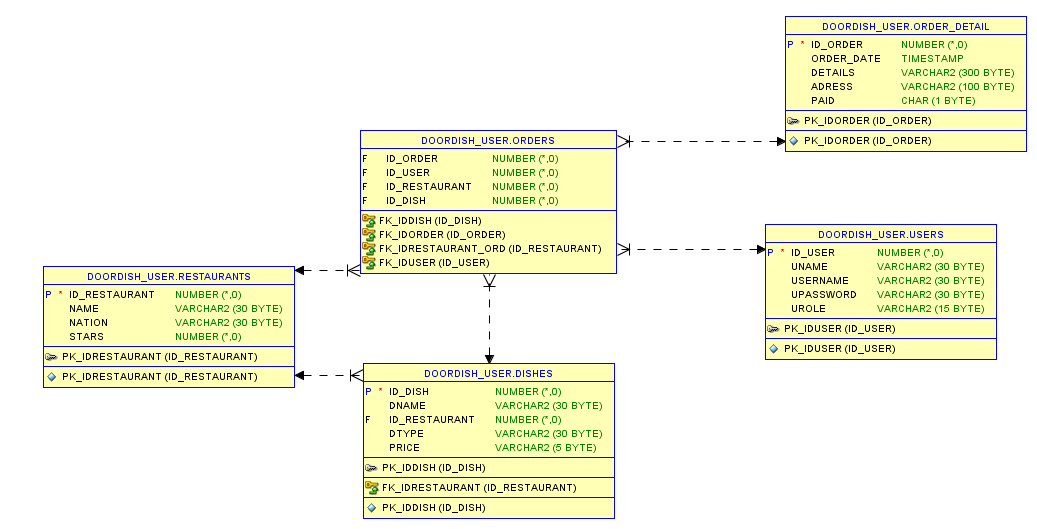 DOORDISH_USER.ORDER_DETAIL
P * ID_ORDER NUMBER (*,0)
ORDER_DATE TIMESTAMP
DETAILS VARCHAR2 (300 BYTE)
ADRESS VARCHAR2 (100 BYTE)
PAID CHAR (1 BYTE)
PK_IDORDER (ID_ORDER)
PK_IDORDER (ID_ORDER)
DOORDISH_USER.ORDERS
F ID_ORDER NUMBER (*,0)
F ID_USER NUMBER (*,0)
F ID_RESTAURANT NUMBER (*,0)
F ID_DISH NUMBER (*,0)
FK_IDDISH (ID_DISH)
FK_IDORDER (ID_ORDER)
FK_IDRESTAURANT_ORD (ID_RESTAURANT)
FK_IDUSER (ID_USER)
DOORDISH_USER.USERS
P * ID_USER NUMBER (*,0)
UNAME VARCHAR2 (30 BYTE)
USERNAME VARCHAR2 (30 BYTE)
UPASSWORD VARCHAR2 (30 BYTE)
UROLE VARCHAR2 (15 BYTE)
PK_IDUSER (ID_USER)
PK_IDUSER (ID_USER)
DOORDISH_USER.RESTAURANTS
P * ID_RESTAURANT NUMBER (*,0)
NAME VARCHAR2 (30 BYTE)
NATION VARCHAR2 (30 BYTE)
STARS NUMBER (*,0)
PK_IDRESTAURANT (ID_RESTAURANT)
PK_IDRESTAURANT (ID_RESTAURANT)
DOORDISH_USER.DISHES
P * ID_DISH NUMBER (*,0)
DNAME VARCHAR2 (30 BYTE)
F ID_RESTAURANT NUMBER (*,0)
DTYPE VARCHAR2 (30 BYTE)
PRICE VARCHAR2 (5 BYTE)
PK_IDDISH (ID_DISH)
FK_IDRESTAURANT (ID_RESTAURANT)
PK_IDDISH (ID_DISH)